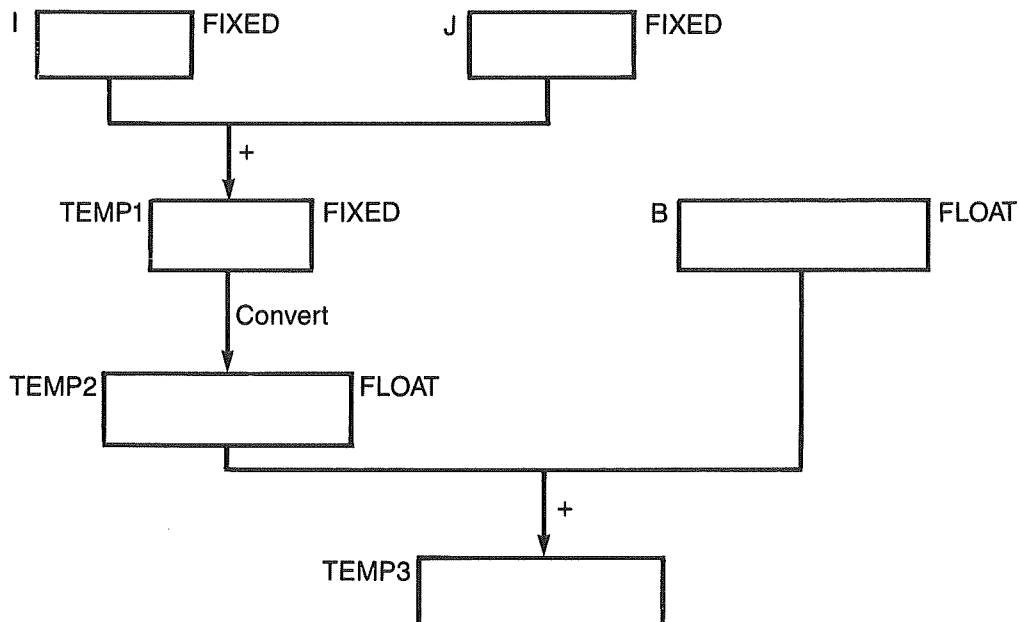 I FIXED J FIXED
+
TEMP1 FIXED B FLOAT
Convert
TEMP2 FLOAT
+
TEMP3